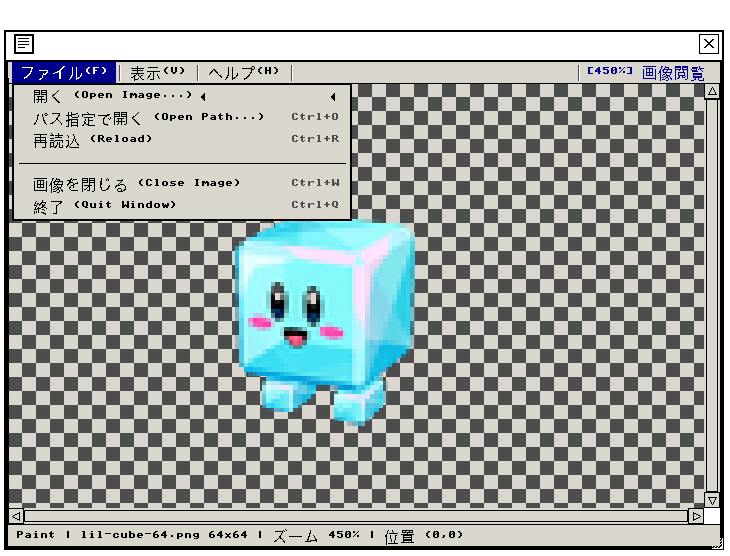 ファイル(F) 表示(V) ヘルプ(H) [450%] 画像閲覧
開く (Open Image...)
パス指定で開く (Open Path...) Ctrl+O
再読込 (Reload) Ctrl+R
画像を閉じる (Close Image) Ctrl+W
終了 (Quit Window) Ctrl+Q
Paint | lil-cube-64.png 64x64 | ズーム 450% | 位置 (0,0)